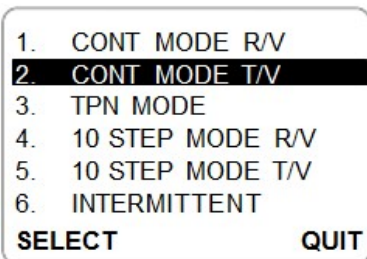 1. CONT MODE R/V
2. CONT MODE T/V
3. TPN MODE
4. 10 STEP MODE R/V
5. 10 STEP MODE T/V
6. INTERMITTENT
SELECT QUIT